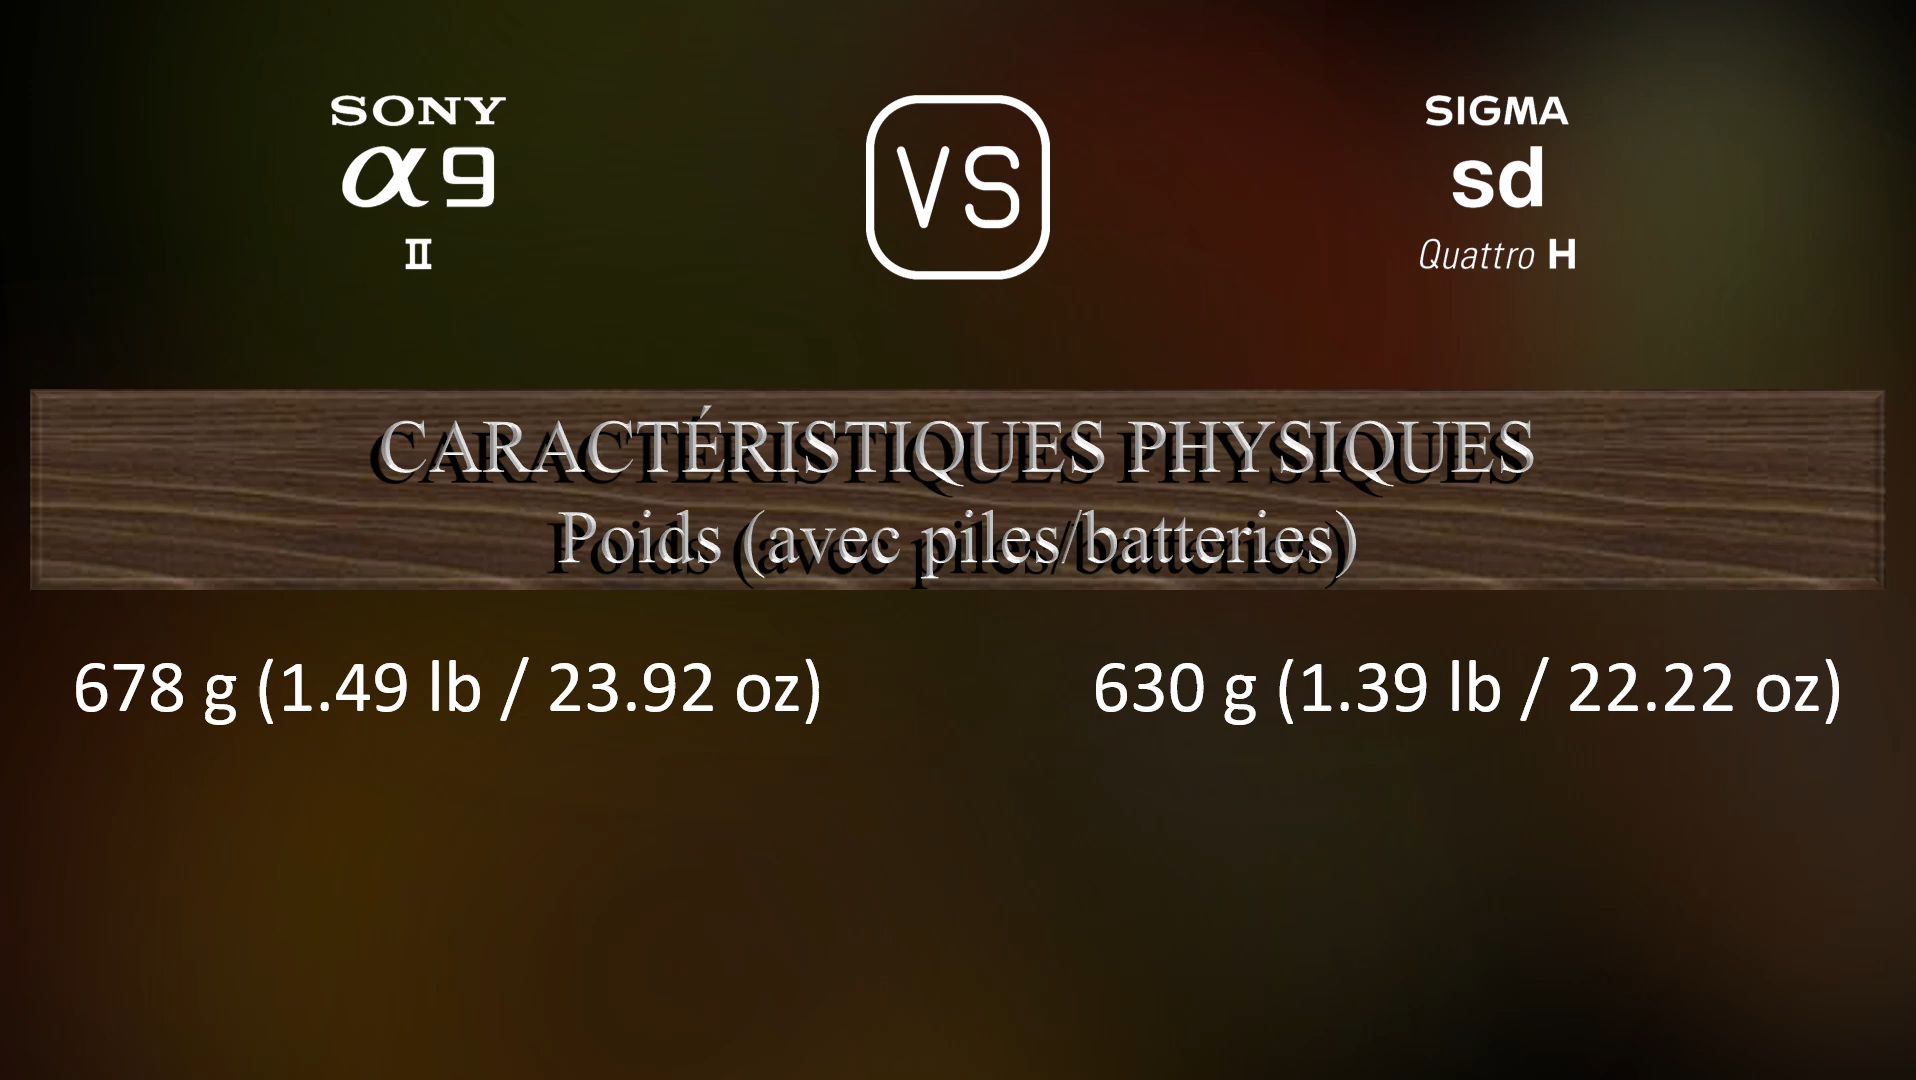 SONY
α9
II
VS
SIGMA
sd
Quattro H
CARACTÉRISTIQUES PHYSIQUES
Poids (avec piles/batteries)
678 g (1.49 lb / 23.92 oz)
630 g (1.39 lb / 22.22 oz)